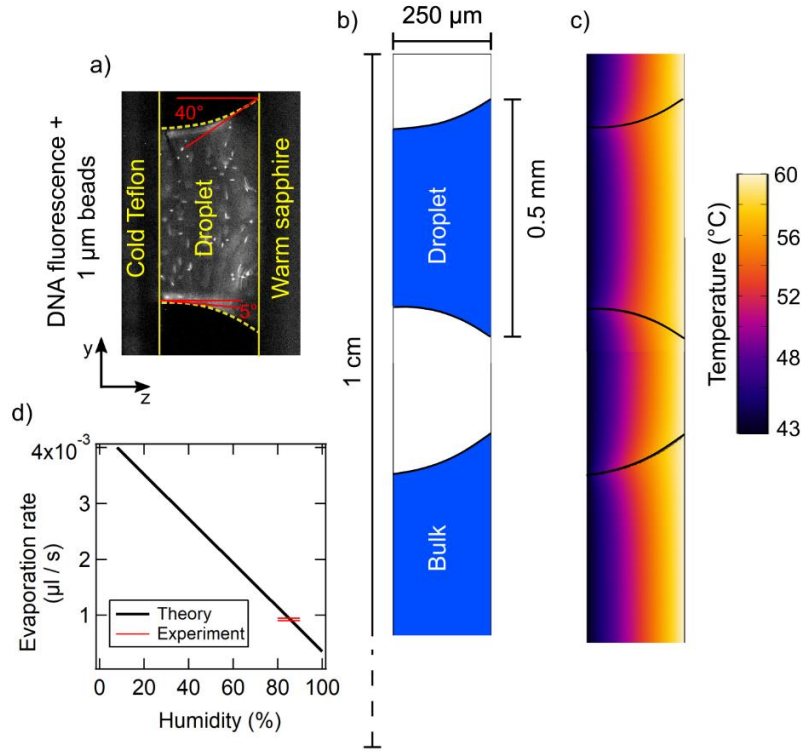 a)
DNA fluorescence +
1 µm beads
Cold Teflon
40°
Droplet
5°
Warm sapphire
y
z
b)
250 µm
Droplet
0.5 mm
1 cm
Bulk
c)
Temperature (°C)
60
56
52
48
43
d)
4x10⁻³
3
2
1
Evaporation rate
(µl / s)
Theory
Experiment
0 20 40 60 80 100
Humidity (%)